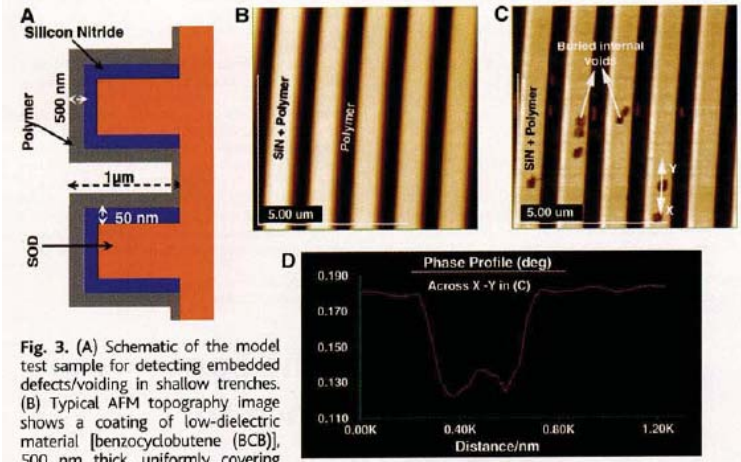 A
Silicon Nitride
500 nm
Polymer
1µm
50 nm
SOD
B
SiN + Polymer
Polymer
5.00 um
C
Buried internal
voids
SiN + Polymer
Y
X
5.00 um
D
Phase Profile (deg)
Across X -Y in (C)
0.190
0.170
0.150
0.130
0.110
0.00K
0.40K
0.80K
1.20K
Distance/nm
Fig. 3. (A) Schematic of the model
test sample for detecting embedded
defects/voiding in shallow trenches.
(B) Typical AFM topography image
shows a coating of low-dielectric
material [benzocyclobutene (BCB)],
500 nm thick, uniformly covering